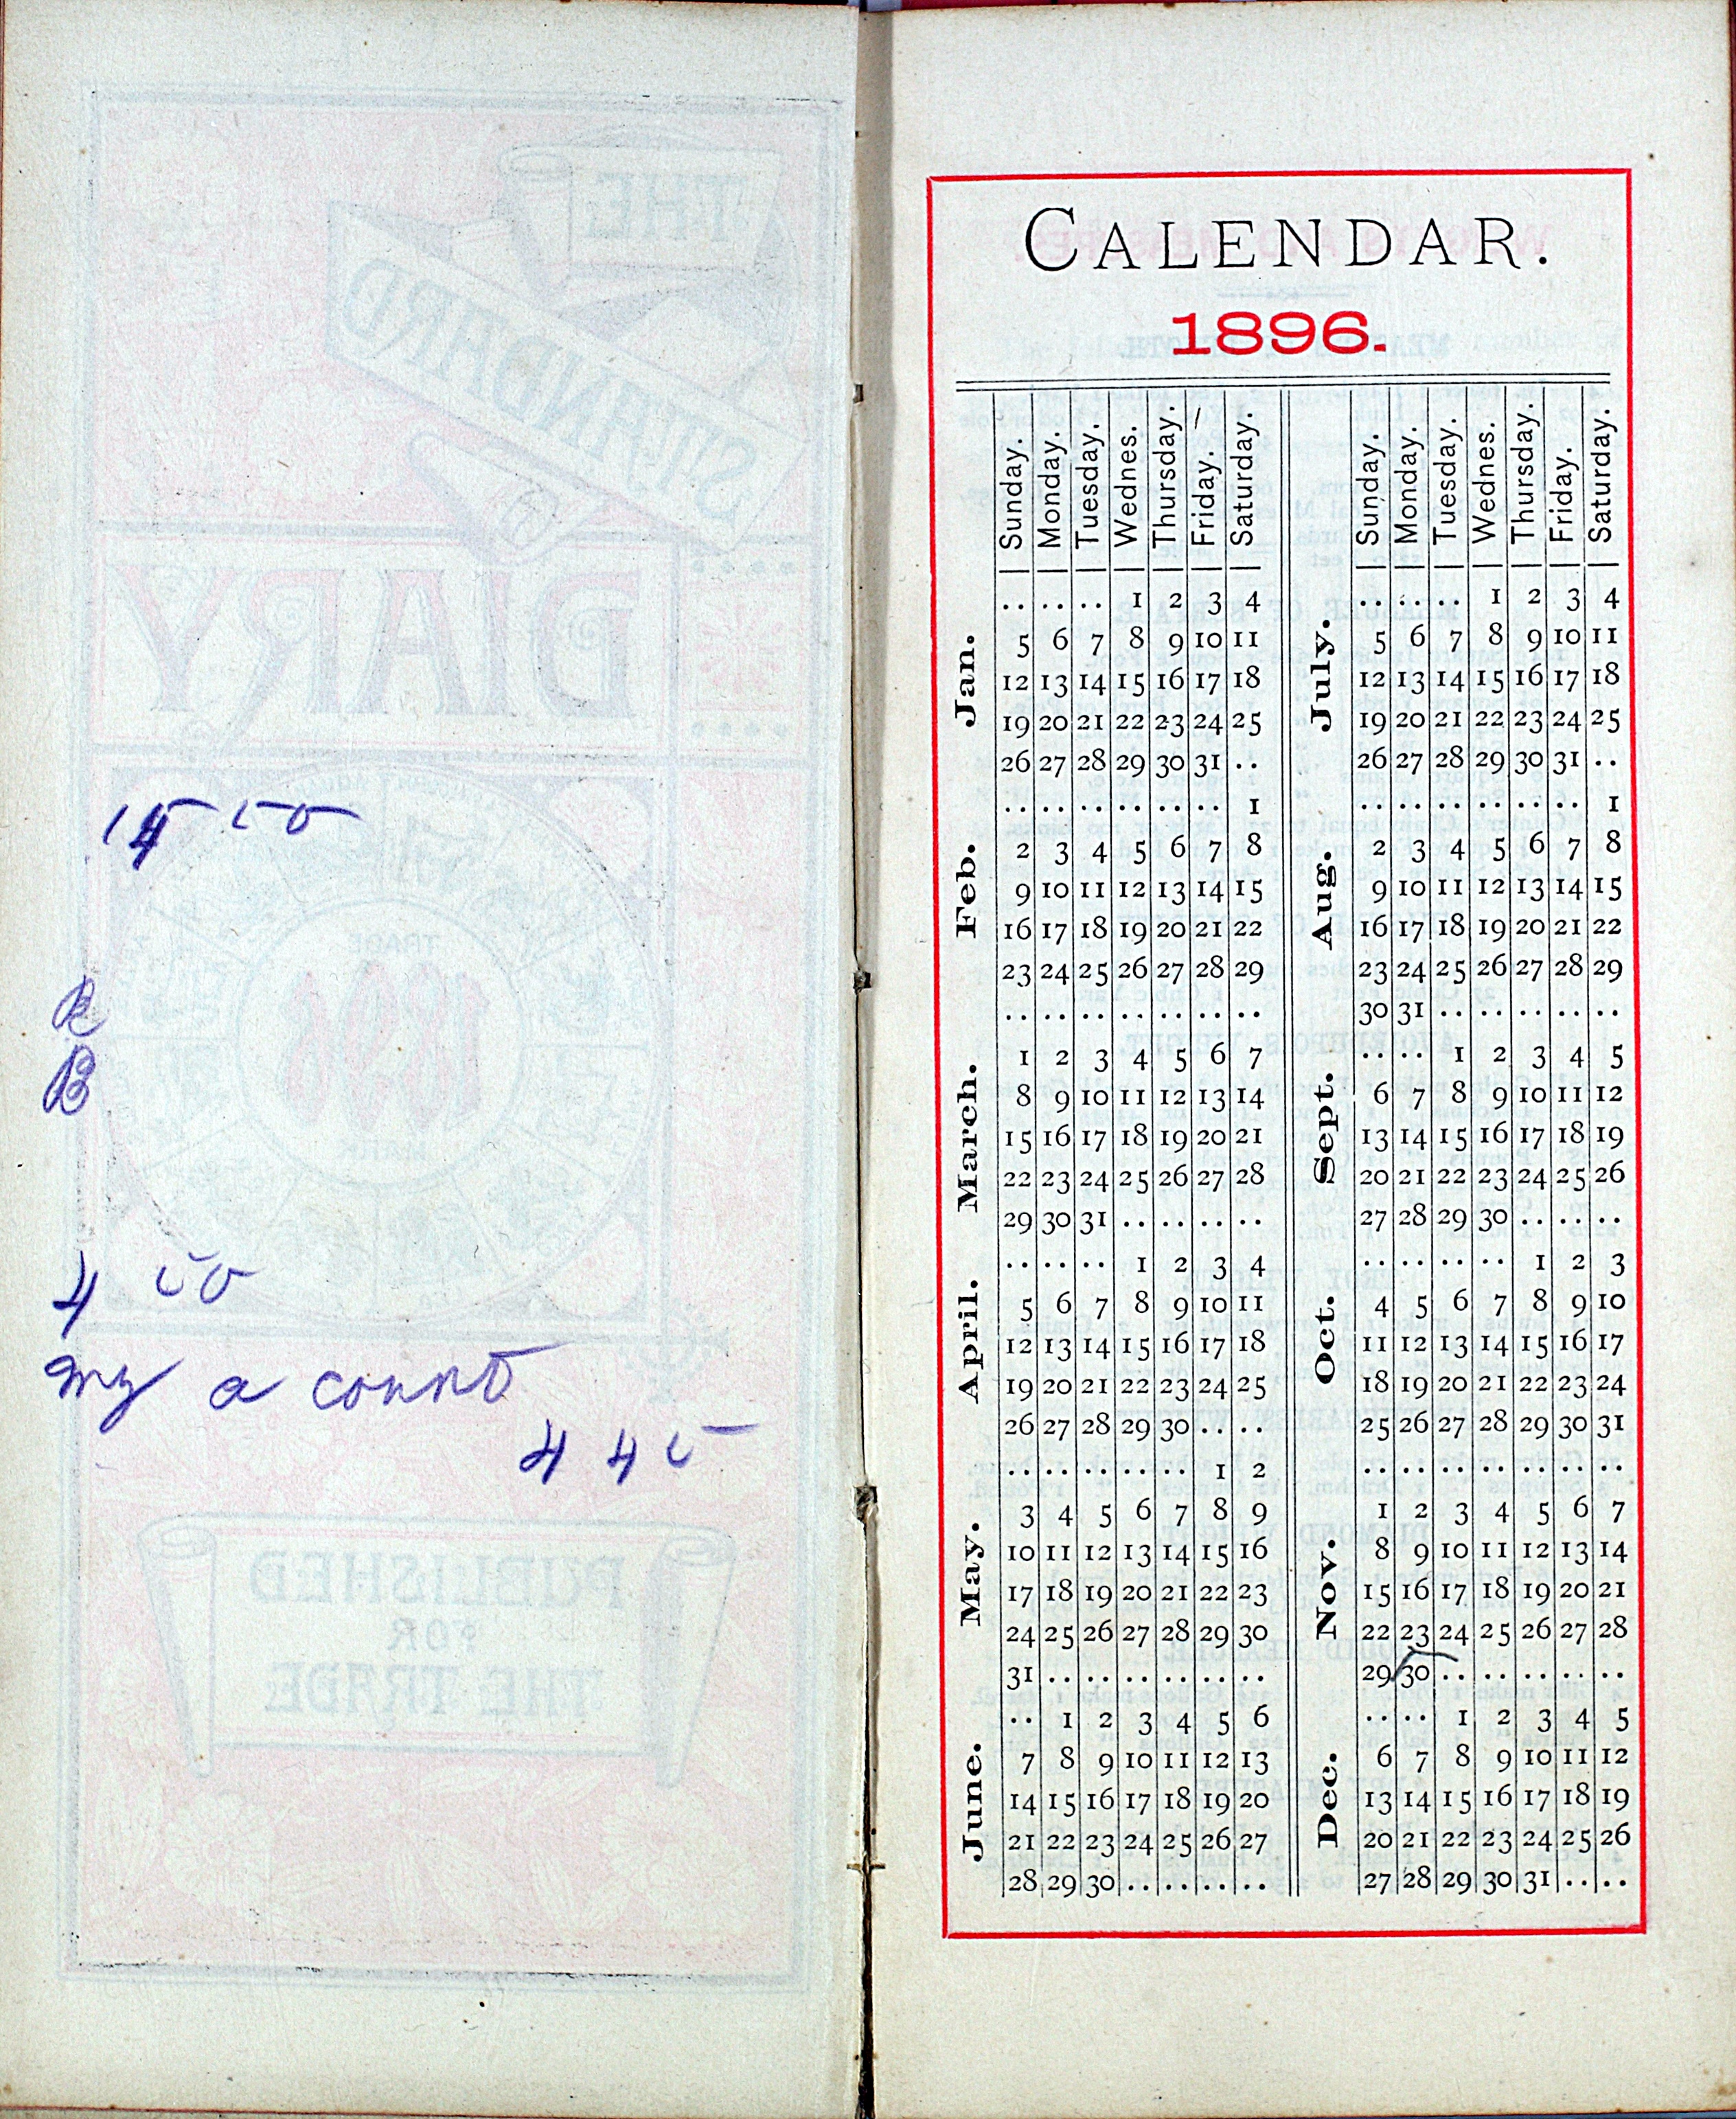 R
B
4 50
my a count
4 4 5
CALENDAR.
1896.
Sunday. Monday. Tuesday. Wednes. Thursday. Friday. Saturday. Sunday. Monday. Tuesday. Wednes. Thursday. Friday. Saturday.
Jan.
.. .. .. 1 2 3 4
5 6 7 8 9 10 11
12 13 14 15 16 17 18
19 20 21 22 23 24 25
26 27 28 29 30 31 ..
Feb.
.. .. .. .. .. .. 1
2 3 4 5 6 7 8
9 10 11 12 13 14 15
16 17 18 19 20 21 22
23 24 25 26 27 28 29
.. .. .. .. .. .. ..
March.
1 2 3 4 5 6 7
8 9 10 11 12 13 14
15 16 17 18 19 20 21
22 23 24 25 26 27 28
29 30 31 .. .. .. ..
April.
.. .. .. 1 2 3 4
5 6 7 8 9 10 11
12 13 14 15 16 17 18
19 20 21 22 23 24 25
26 27 28 29 30 .. ..
May.
.. .. .. .. .. 1 2
3 4 5 6 7 8 9
10 11 12 13 14 15 16
17 18 19 20 21 22 23
24 25 26 27 28 29 30
31 .. .. .. .. .. ..
June.
.. 1 2 3 4 5 6
7 8 9 10 11 12 13
14 15 16 17 18 19 20
21 22 23 24 25 26 27
28 29 30 .. .. .. ..
July.
.. .. .. 1 2 3 4
5 6 7 8 9 10 11
12 13 14 15 16 17 18
19 20 21 22 23 24 25
26 27 28 29 30 31 ..
Aug.
.. .. .. .. .. .. 1
2 3 4 5 6 7 8
9 10 11 12 13 14 15
16 17 18 19 20 21 22
23 24 25 26 27 28 29
30 31 .. .. .. .. ..
Sept.
.. .. 1 2 3 4 5
6 7 8 9 10 11 12
13 14 15 16 17 18 19
20 21 22 23 24 25 26
27 28 29 30 .. .. ..
Oct.
.. .. .. .. 1 2 3
4 5 6 7 8 9 10
11 12 13 14 15 16 17
18 19 20 21 22 23 24
25 26 27 28 29 30 31
.. .. .. .. .. .. ..
Nov.
1 2 3 4 5 6 7
8 9 10 11 12 13 14
15 16 17 18 19 20 21
22 23 24 25 26 27 28
29 30 .. .. .. .. ..
Dec.
.. .. 1 2 3 4 5
6 7 8 9 10 11 12
13 14 15 16 17 18 19
20 21 22 23 24 25 26
27 28 29 30 31 .. ..